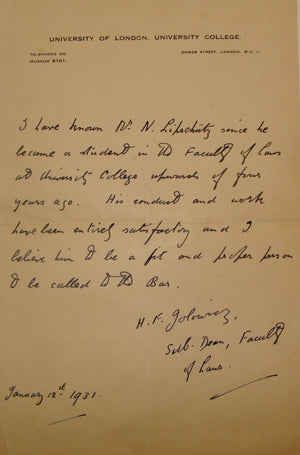 UNIVERSITY OF LONDON, UNIVERSITY COLLEGE.
TELEPHONE NO.
MUSEUM 8101.
GOWER STREET, LONDON, W.C. 1.
I have known Mr N. Lipschütz since he
became a student in the Faculty of Laws
at University College upwards of four
years ago. His conduct and work
have been entirely satisfactory and I
believe him to be a fit and proper person
to be called to the Bar.
H. F. Jolowicz,
Sub. Dean, Faculty
of Laws.
January 12st 1931.